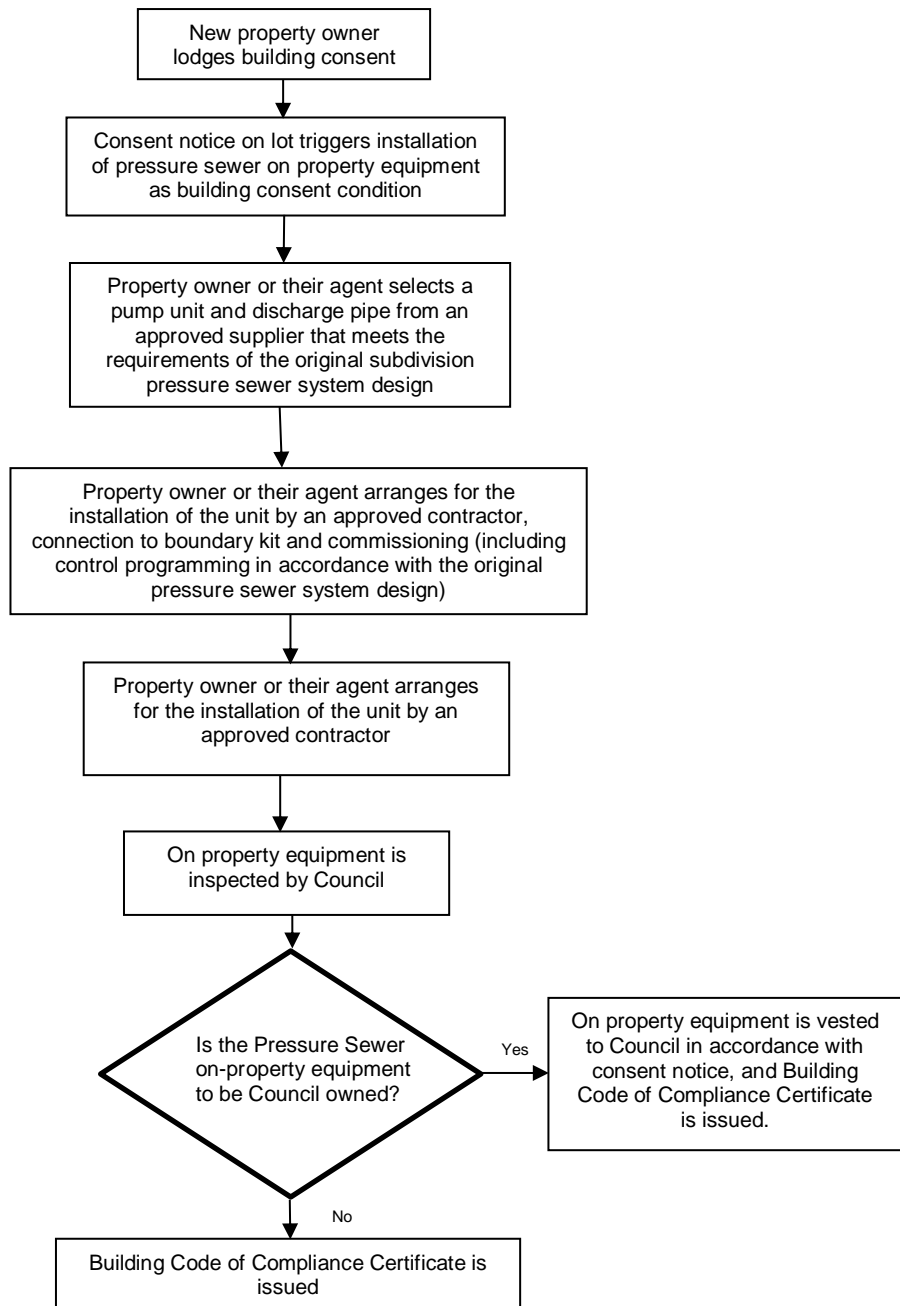 New property owner
lodges building consent
Consent notice on lot triggers installation
of pressure sewer on property equipment
as building consent condition
Property owner or their agent selects a
pump unit and discharge pipe from an
approved supplier that meets the
requirements of the original subdivision
pressure sewer system design
Property owner or their agent arranges for the
installation of the unit by an approved contractor,
connection to boundary kit and commissioning (including
control programming in accordance with the original
pressure sewer system design)
Property owner or their agent arranges
for the installation of the unit by an
approved contractor
On property equipment is
inspected by Council
Is the Pressure Sewer
on-property equipment
to be Council owned?
Yes
On property equipment is vested
to Council in accordance with
consent notice, and Building
Code of Compliance Certificate
is issued.
No
Building Code of Compliance Certificate is
issued